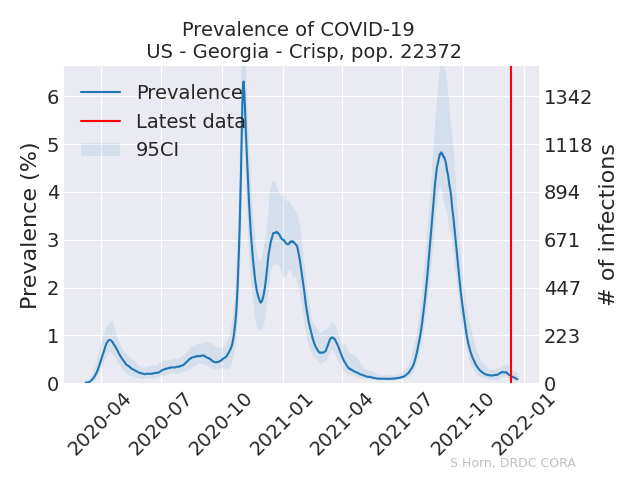 Prevalence of COVID-19
US - Georgia - Crisp, pop. 22372
Prevalence
Latest data
95CI
Prevalence (%)
6
5
4
3
2
1
0
1342
1118
894
671
447
223
0
# of infections
2020-04
2020-07
2020-10
2021-01
2021-04
2021-07
2021-10
2022-01
S Horn, DRDC CORA